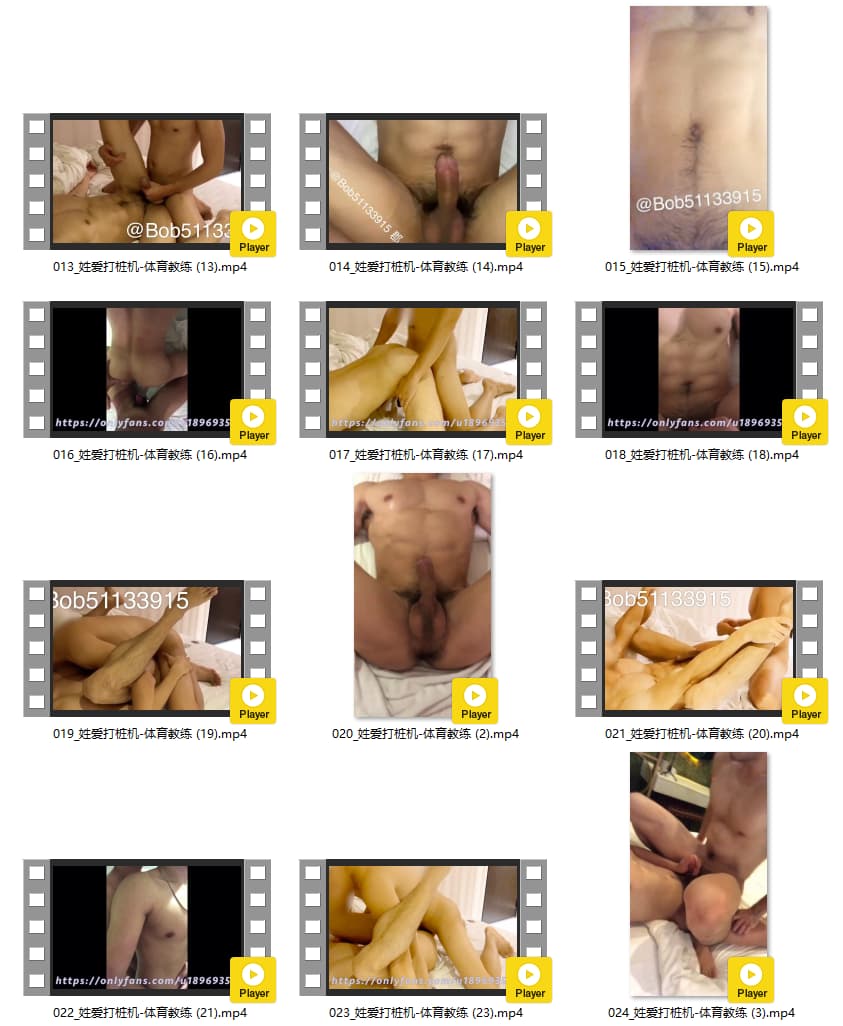 @Bob51133
Player
013_姓爱打桩机-体育教练 (13).mp4
@Bob51133915
Player
014_姓爱打桩机-体育教练 (14).mp4
@Bob51133915
Player
015_姓爱打桩机-体育教练 (15).mp4
https://onlyfans.com/u1896935
Player
016_姓爱打桩机-体育教练 (16).mp4
https://onlyfans.com/u1896935
Player
017_姓爱打桩机-体育教练 (17).mp4
https://onlyfans.com/u1896935
Player
018_姓爱打桩机-体育教练 (18).mp4
Bob51133915
Player
019_姓爱打桩机-体育教练 (19).mp4
Player
020_姓爱打桩机-体育教练 (2).mp4
Bob51133915
Player
021_姓爱打桩机-体育教练 (20).mp4
https://onlyfans.com/u1896935
Player
022_姓爱打桩机-体育教练 (21).mp4
https://onlyfans.com/u1896935
Player
023_姓爱打桩机-体育教练 (23).mp4
Player
024_姓爱打桩机-体育教练 (3).mp4